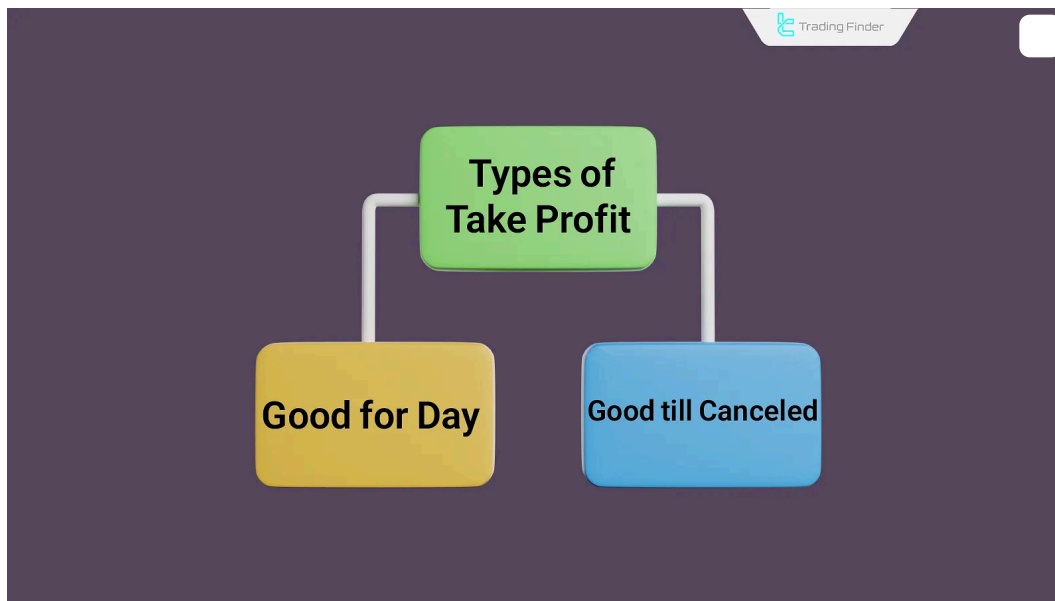 Trading Finder
Types of
Take Profit
Good for Day
Good till Canceled